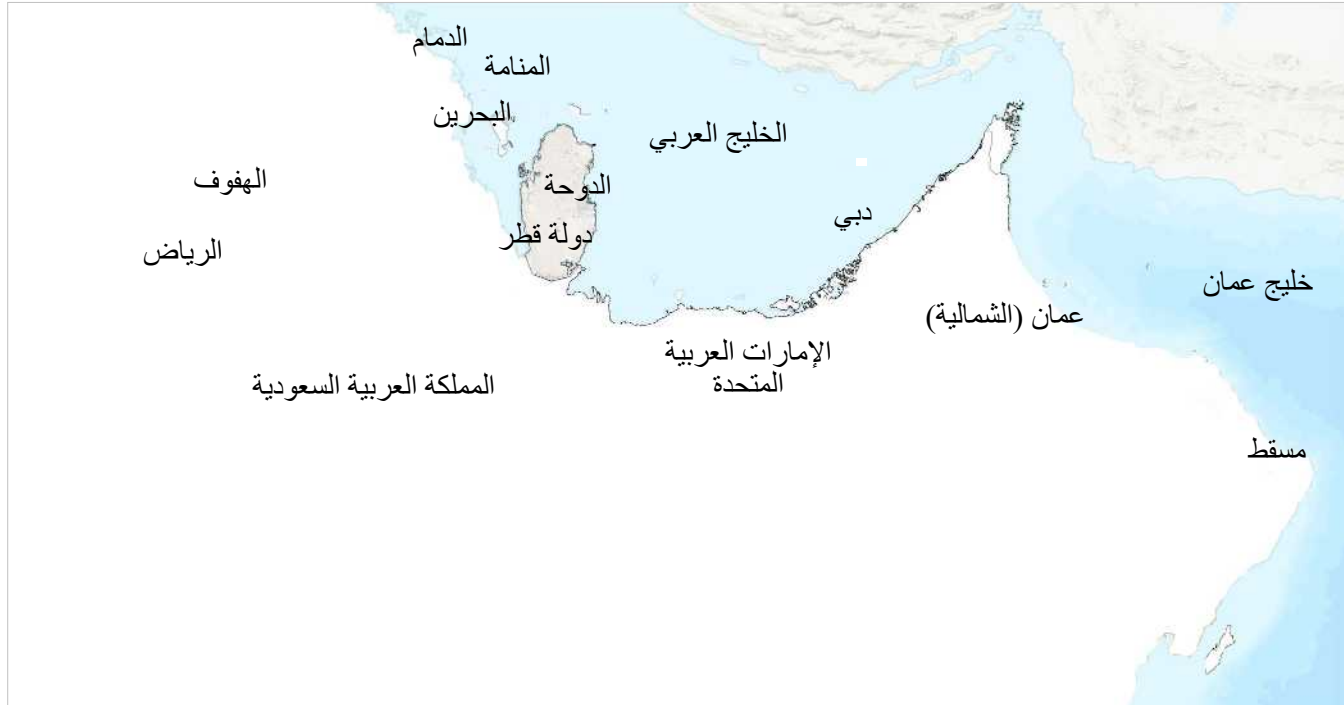 الدمام
المنامة
البحرين
الخليج العربي
الهفوف
الدوحة
دبي
دولة قطر
الرياض
خليج عمان
عمان (الشمالية)
الإمارات العربية
المتحدة
المملكة العربية السعودية
مسقط